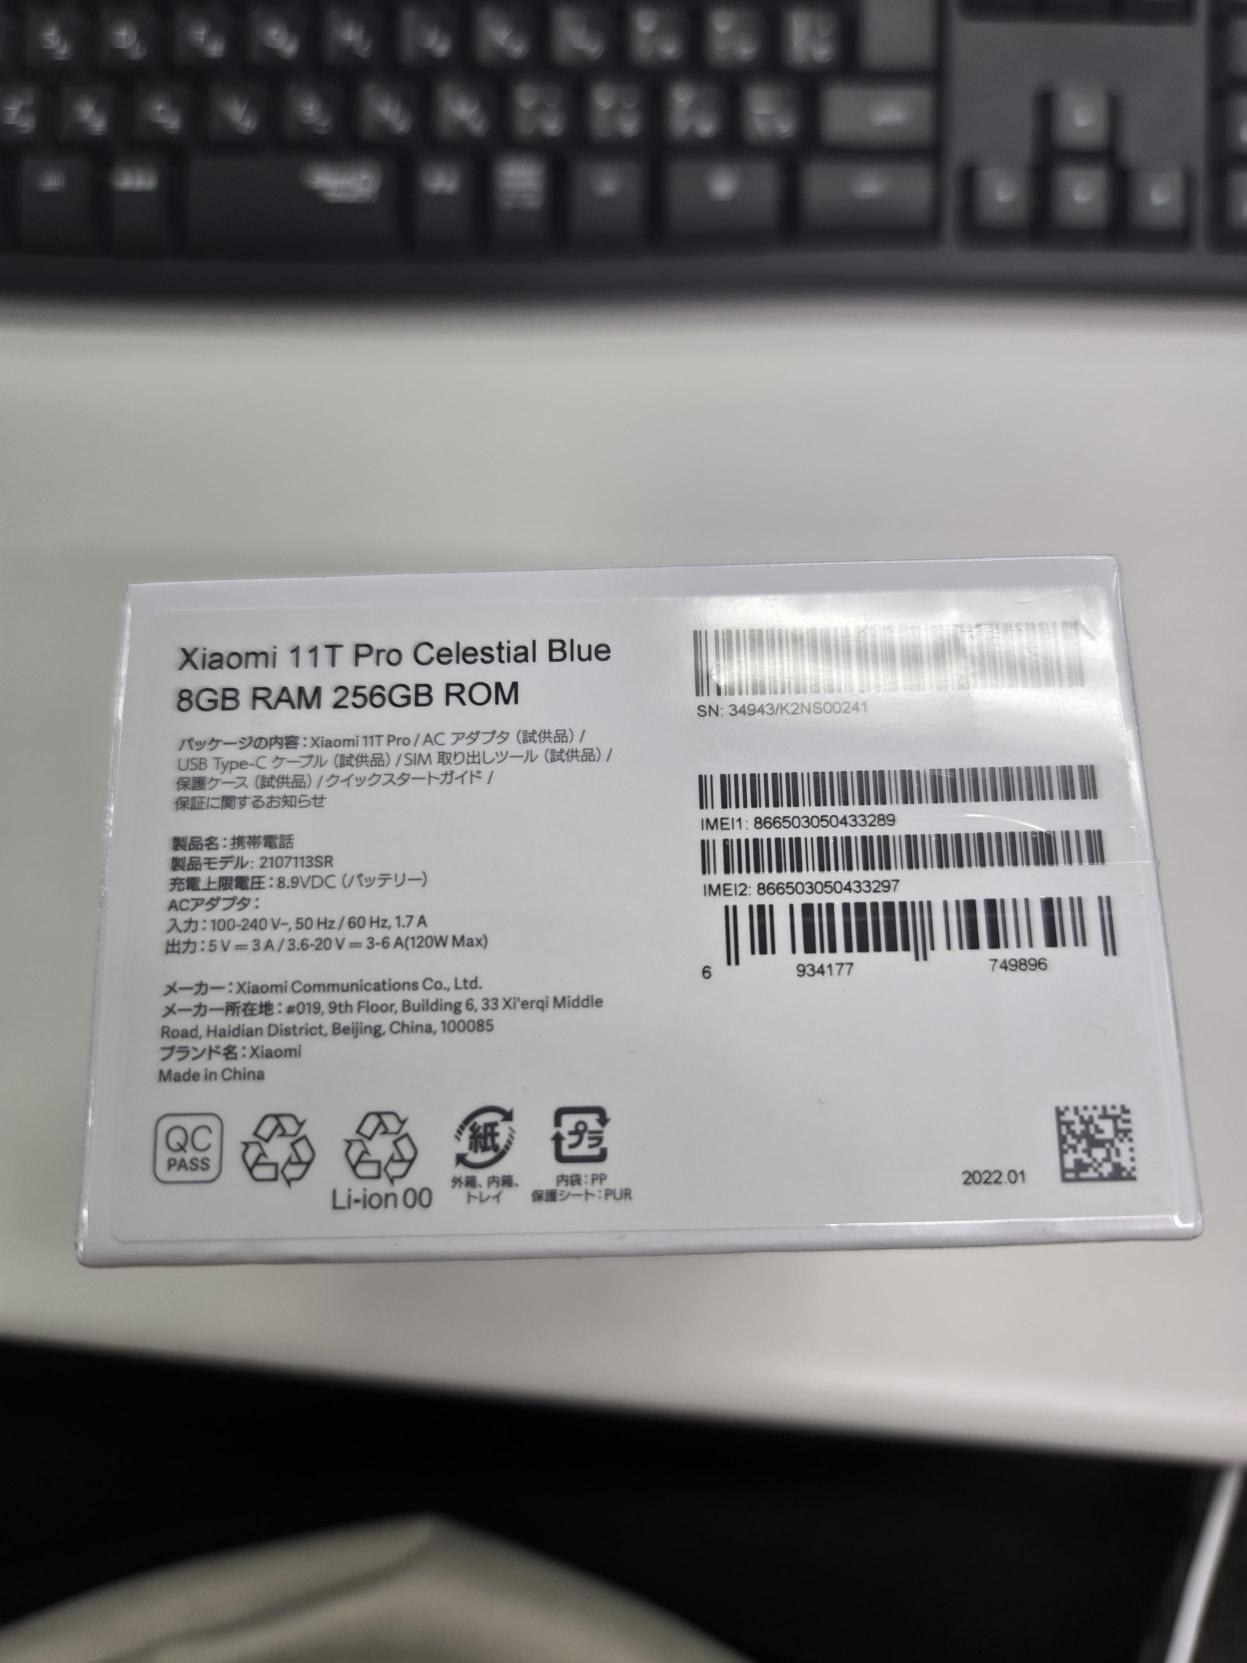 Xiaomi 11T Pro Celestial Blue
8GB RAM 256GB ROM
パッケージの内容：Xiaomi 11T Pro / AC アダプタ（試供品）/
USB Type-C ケーブル（試供品）/ SIM 取り出しツール（試供品）/
保護ケース（試供品）/ クイックスタートガイド /
保証に関するお知らせ
製品名：携帯電話
製品モデル: 2107113SR
充電上限電圧：8.9VDC（バッテリー）
ACアダプタ：
入力：100-240 V~, 50 Hz / 60 Hz, 1.7 A
出力：5 V ⎓ 3 A / 3.6-20 V ⎓ 3-6 A(120W Max)
メーカー：Xiaomi Communications Co., Ltd.
メーカー所在地：#019, 9th Floor, Building 6, 33 Xi'erqi Middle
Road, Haidian District, Beijing, China, 100085
ブランド名：Xiaomi
Made in China
QC
PASS
Li-ion 00
紙
外箱、内箱、
トレイ
プラ
内袋：PP
保護シート：PUR
SN: 34943/K2NS00241
IMEI1: 866503050433289
IMEI2: 866503050433297
6 934177 749896
2022.01